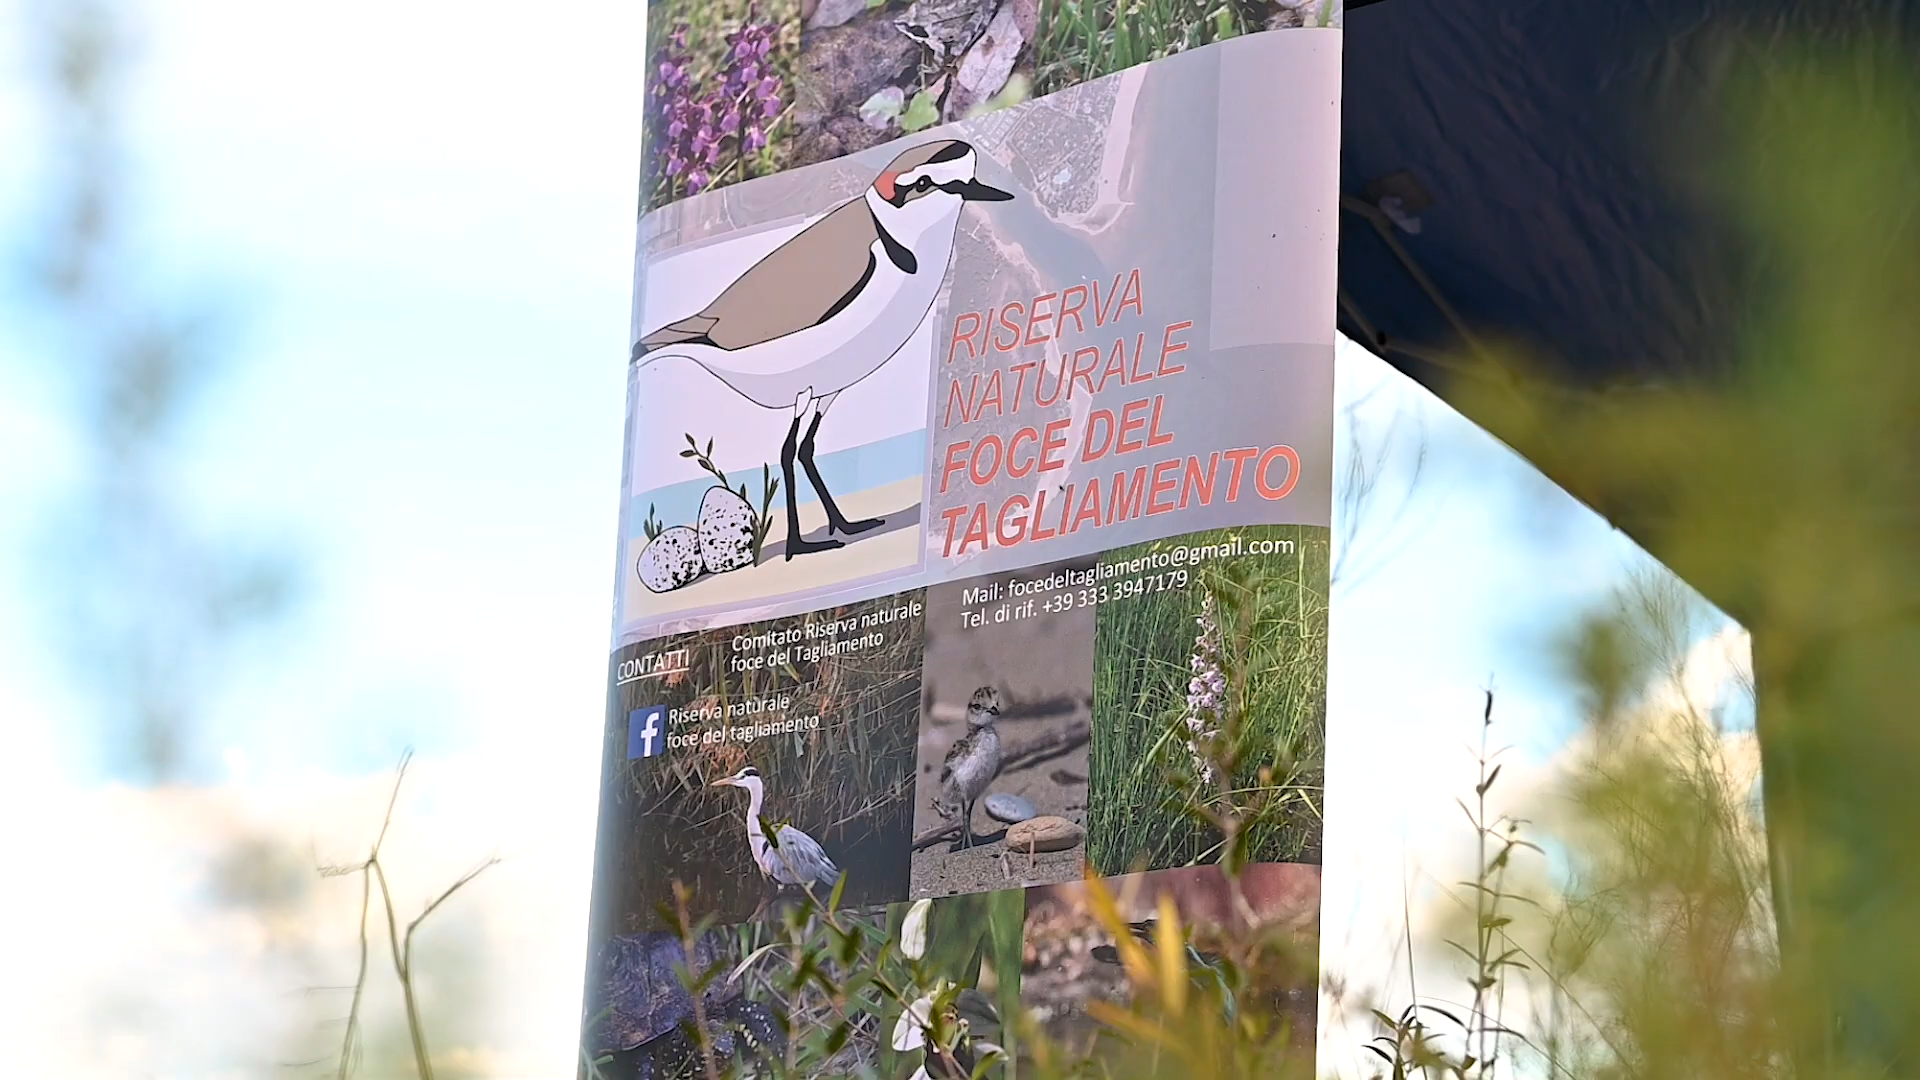 RISERVA
NATURALE
FOCE DEL
TAGLIAMENTO
Mail: focedeltagliamento@gmail.com
Tel. di rif. +39 333 3947179
CONTATTI
Comitato Riserva naturale
foce del Tagliamento
f
Riserva naturale
foce del tagliamento